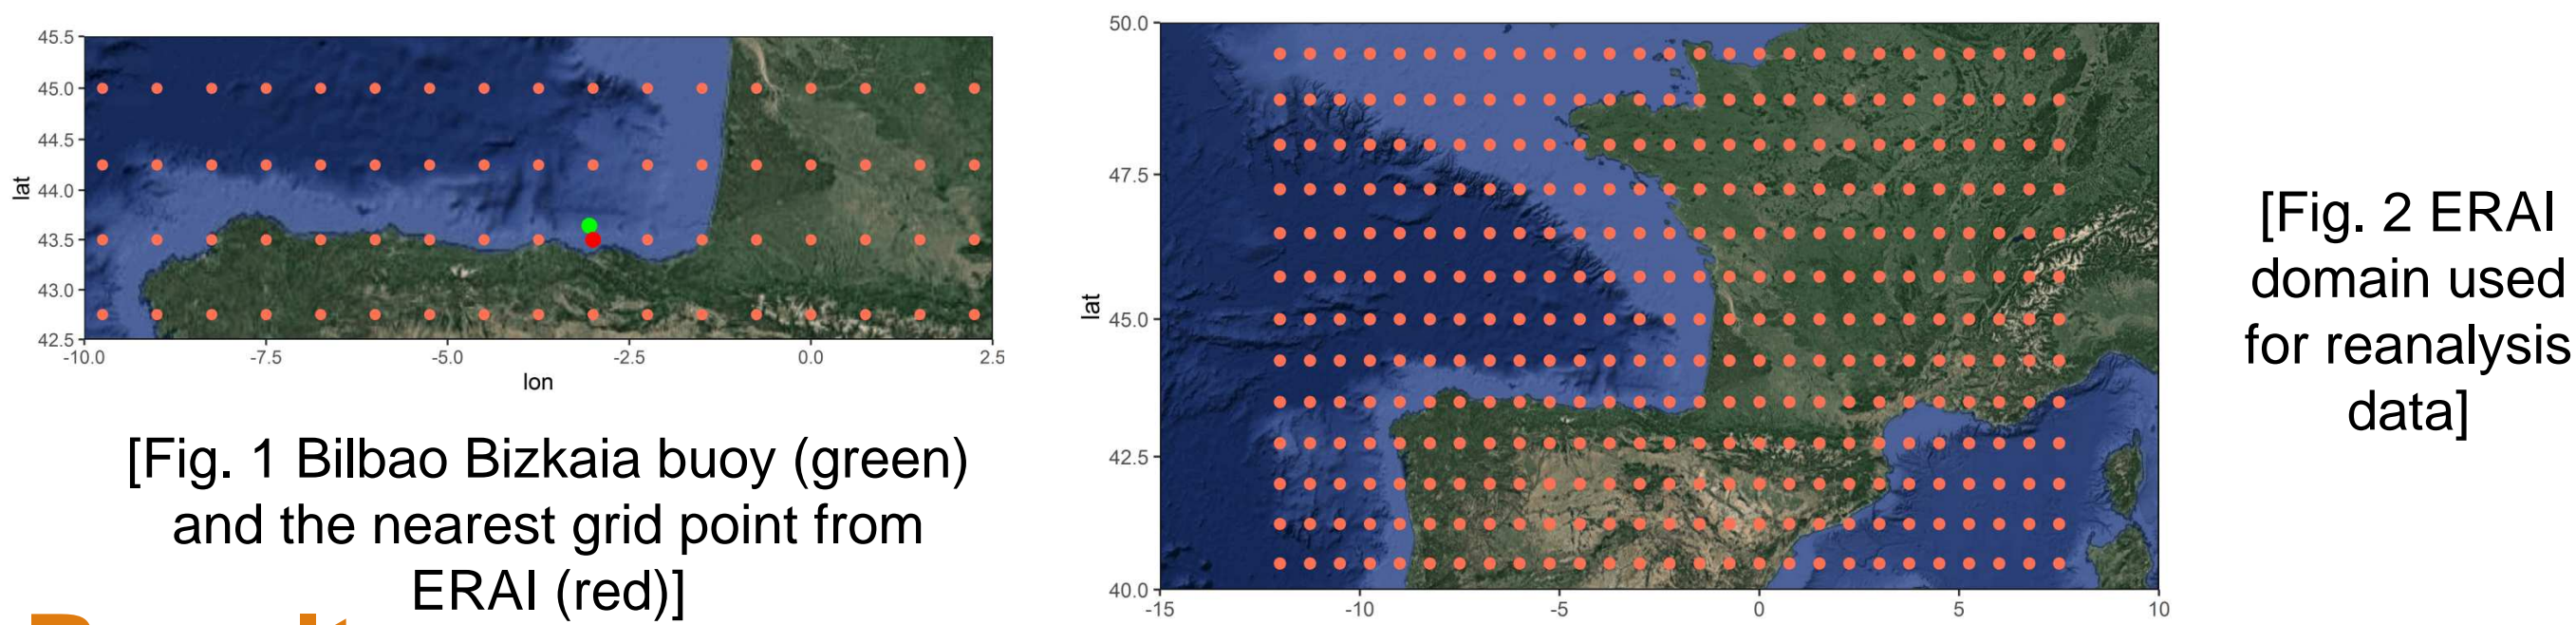 45.5
45.0
44.5
44.0
43.5
43.0
42.5
lat
-10.0 -7.5 -5.0 -2.5 0.0 2.5
lon
[Fig. 1 Bilbao Bizkaia buoy (green)
and the nearest grid point from
ERAI (red)]
50.0
47.5
45.0
42.5
40.0
lat
-15 -10 -5 0 5 10
[Fig. 2 ERAI
domain used
for reanalysis
data]